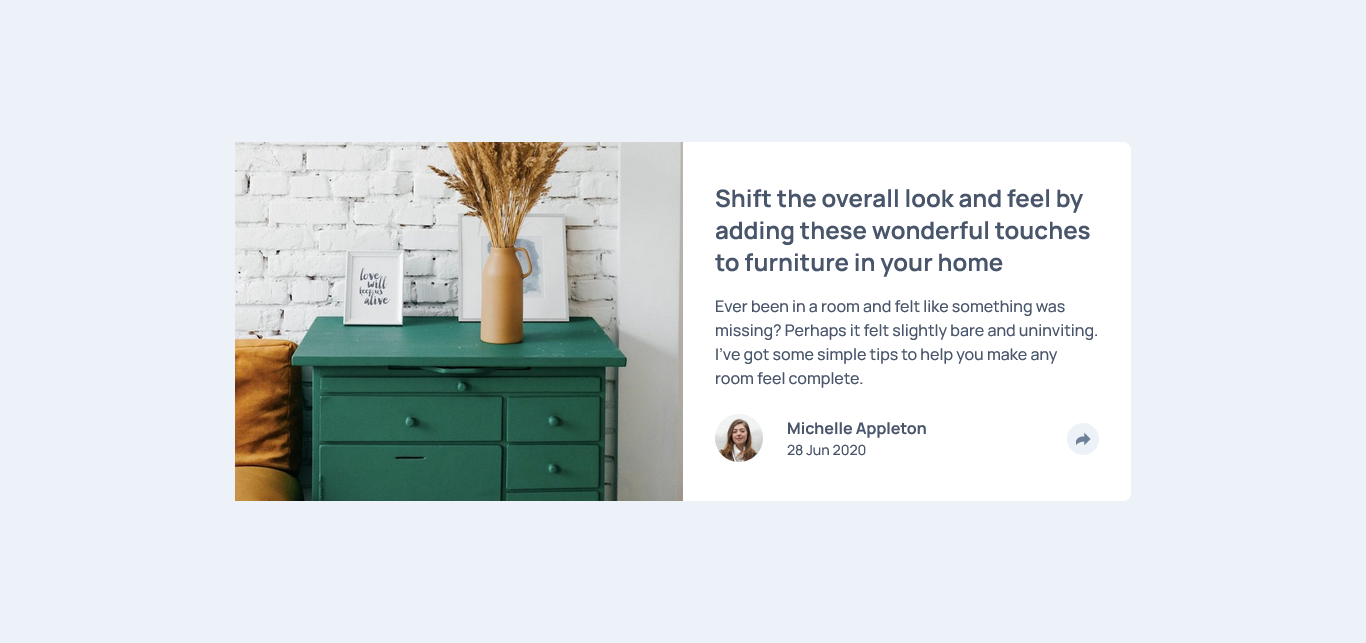 love
will
keep us
alive
Shift the overall look and feel by
adding these wonderful touches
to furniture in your home
Ever been in a room and felt like something was
missing? Perhaps it felt slightly bare and uninviting.
I’ve got some simple tips to help you make any
room feel complete.
Michelle Appleton
28 Jun 2020